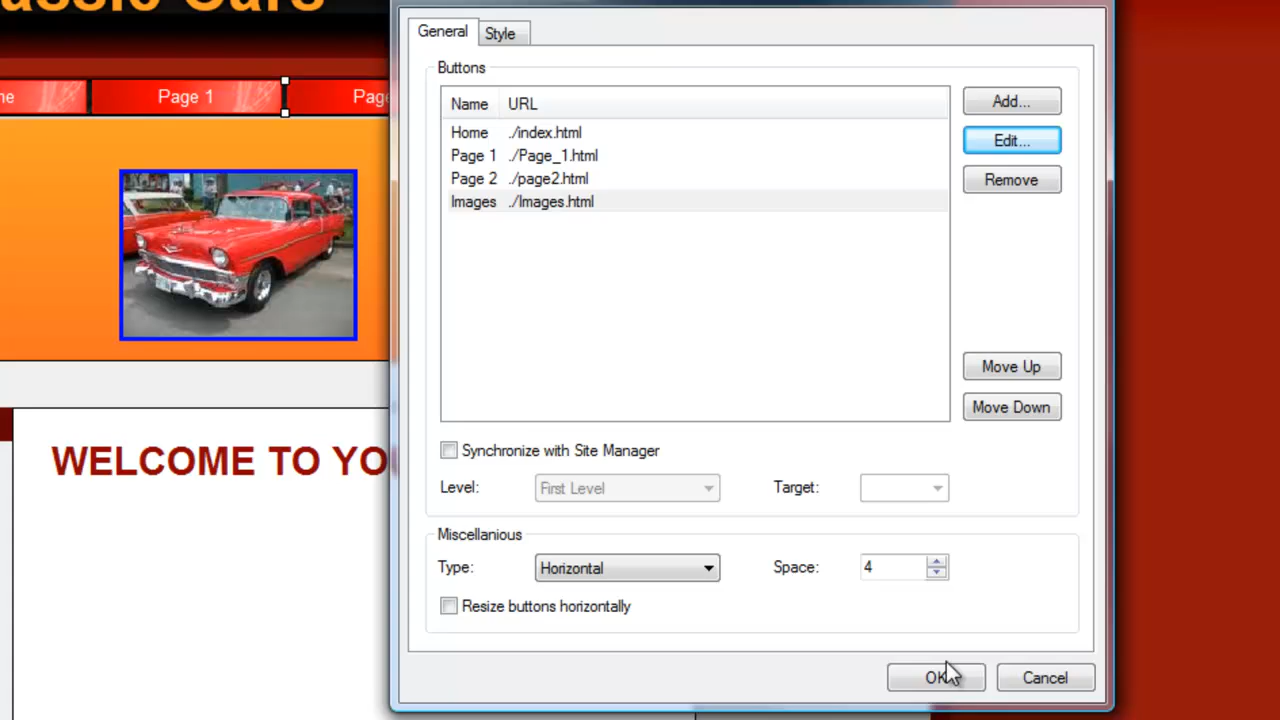 assic Cars
General Style
me Page 1 Page
Buttons
Name URL
Home ./index.html
Page 1 ./Page_1.html
Page 2 ./page2.html
Images ./Images.html
Add...
Edit...
Remove
Move Up
Move Down
WELCOME TO YO
Synchronize with Site Manager
Level: First Level Target:
Miscellanious
Type: Horizontal Space: 4
Resize buttons horizontally
OK Cancel